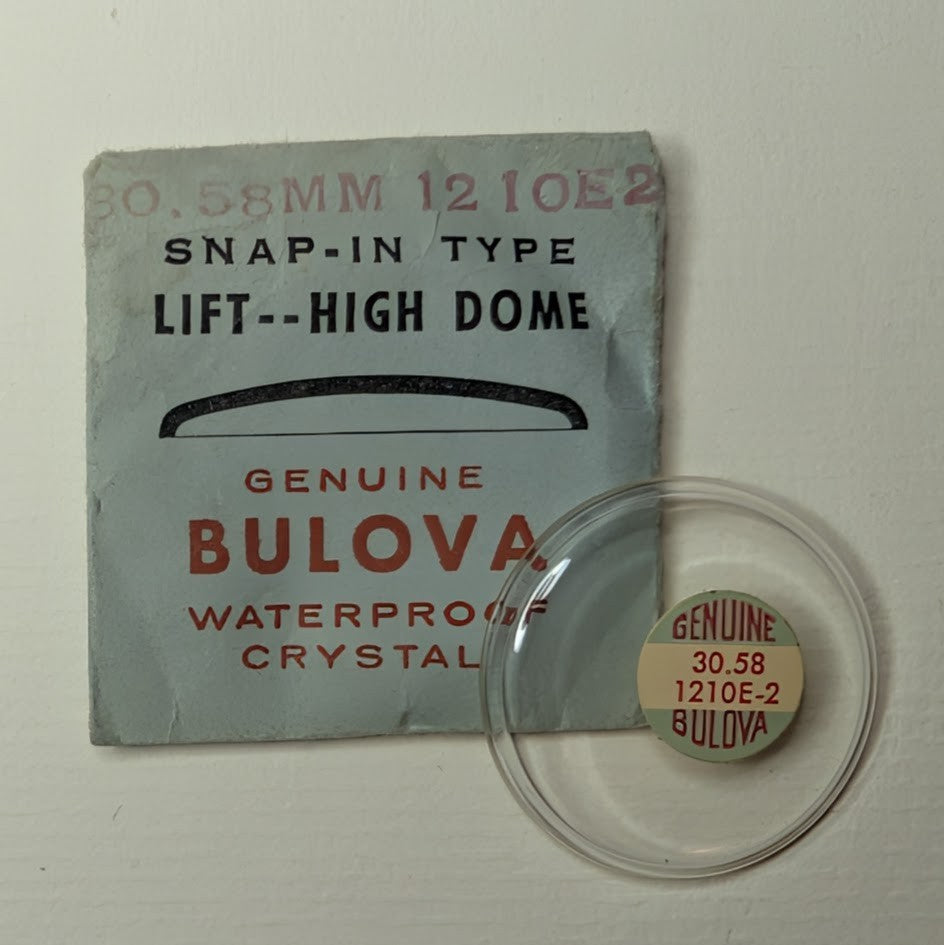 30.58MM 1210E2
SNAP-IN TYPE
LIFT--HIGH DOME
GENUINE
BULOVA
WATERPROOF
CRYSTAL
GENUINE
30.58
1210E-2
BULOVA